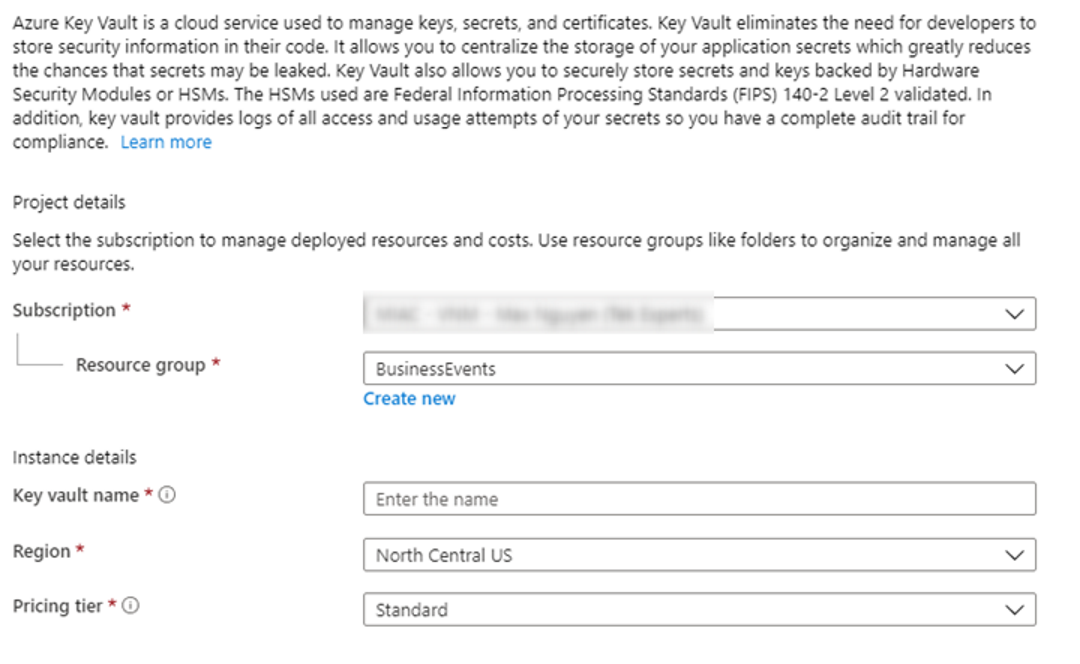 Azure Key Vault is a cloud service used to manage keys, secrets, and certificates. Key Vault eliminates the need for developers to
store security information in their code. It allows you to centralize the storage of your application secrets which greatly reduces
the chances that secrets may be leaked. Key Vault also allows you to securely store secrets and keys backed by Hardware
Security Modules or HSMs. The HSMs used are Federal Information Processing Standards (FIPS) 140-2 Level 2 validated. In
addition, key vault provides logs of all access and usage attempts of your secrets so you have a complete audit trail for
compliance. Learn more
Project details
Select the subscription to manage deployed resources and costs. Use resource groups like folders to organize and manage all
your resources.
Subscription *
Resource group * BusinessEvents
Create new
Instance details
Key vault name * Enter the name
Region * North Central US
Pricing tier * Standard